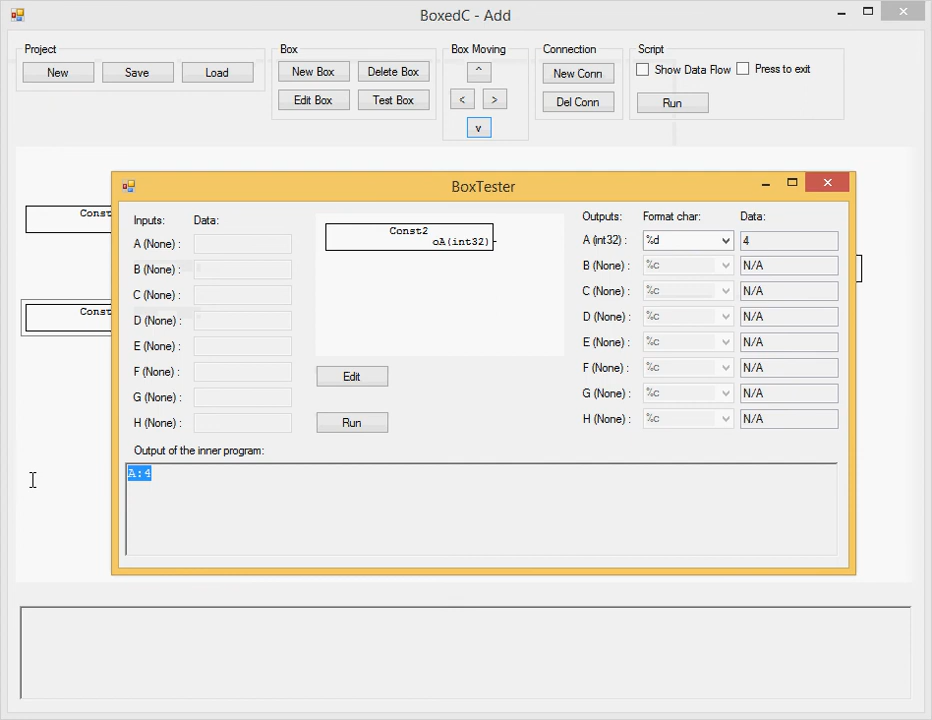 BoxedC - Add
Project
New
Save
Load
Box
New Box
Delete Box
Edit Box
Test Box
Box Moving
^
<
>
v
Connection
New Conn
Del Conn
Script
Show Data Flow
Press to exit
Run
Const
Const
BoxTester
Inputs: Data:
A (None) :
B (None) :
C (None) :
D (None) :
E (None) :
F (None) :
G (None) :
H (None) :
Const2
oA(int32)
Edit
Run
Outputs: Format char: Data:
A (int32) : %d 4
B (None) : %c N/A
C (None) : %c N/A
D (None) : %c N/A
E (None) : %c N/A
F (None) : %c N/A
G (None) : %c N/A
H (None) : %c N/A
Output of the inner program:
A:4